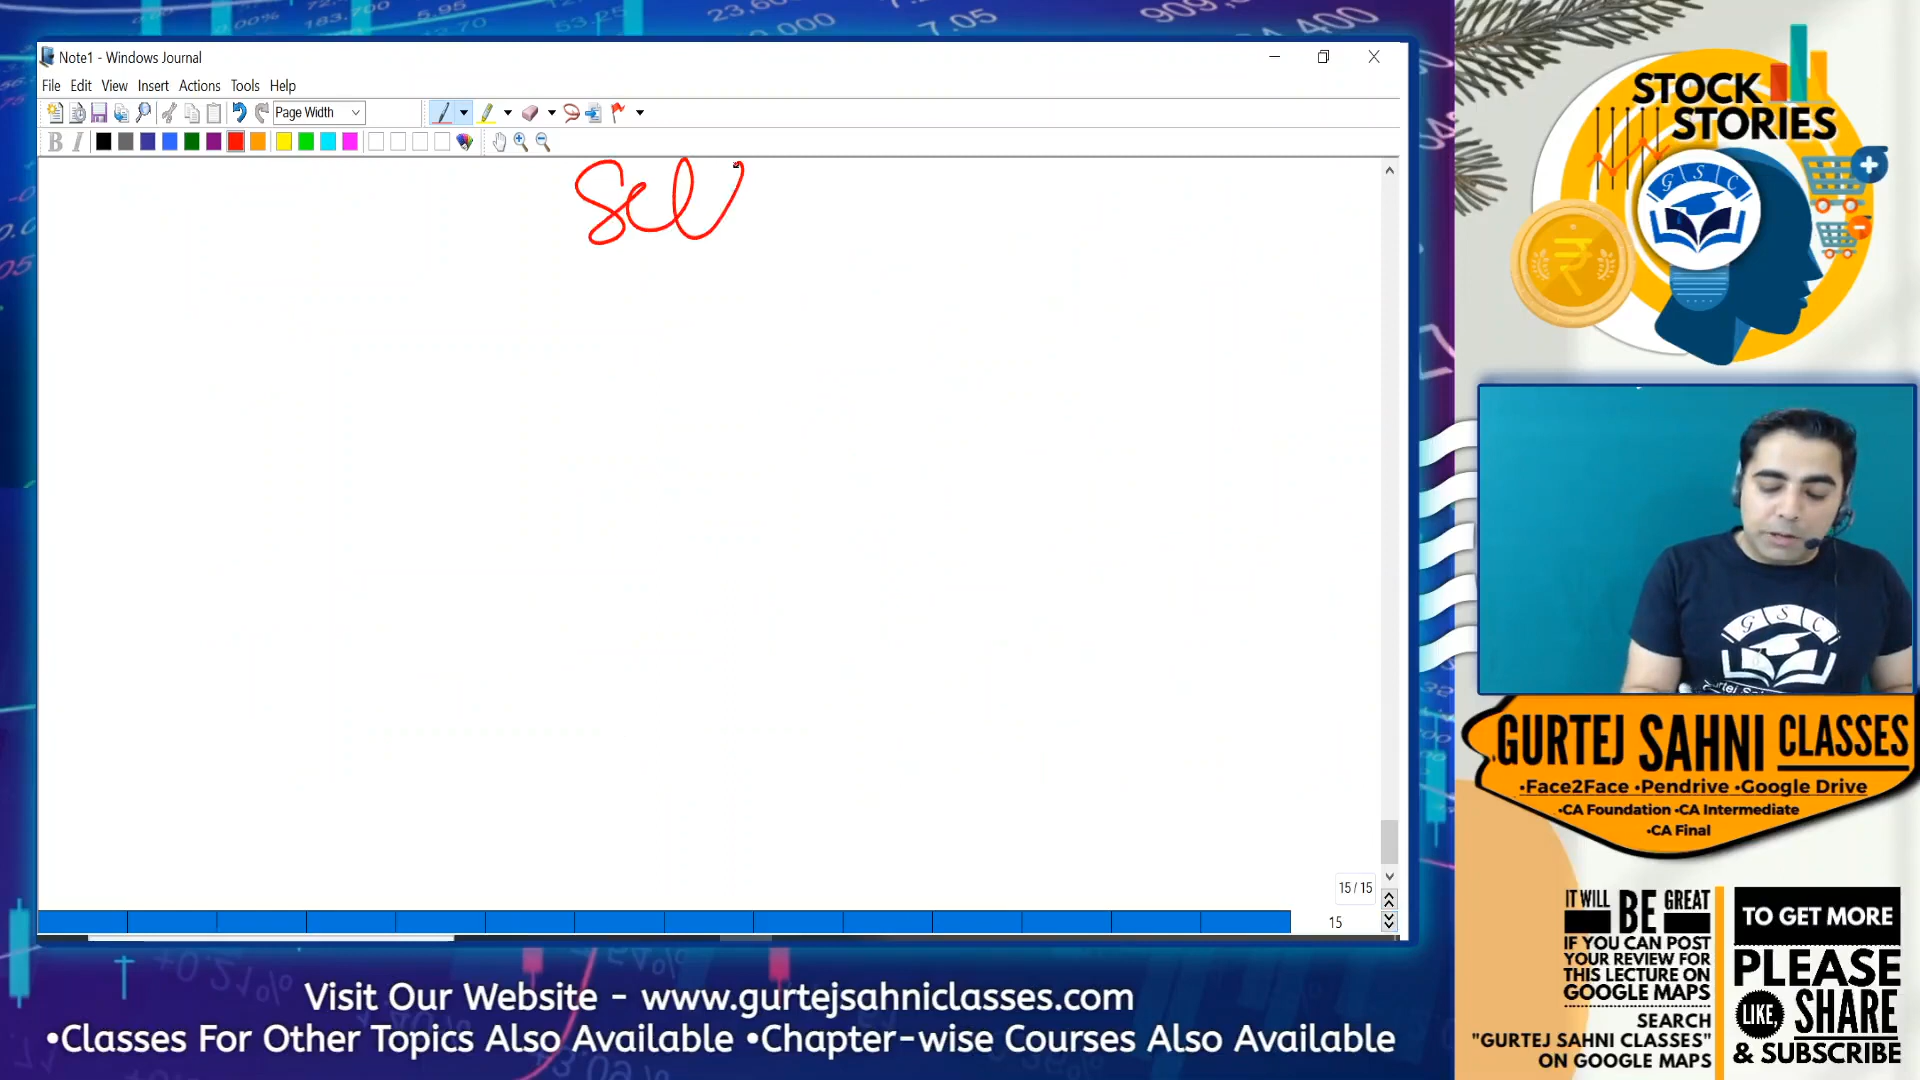 Note1 - Windows Journal
File Edit View Insert Actions Tools Help
Page Width
B I
Sel
15 / 15
15
STOCK
STORIES
G S C
₹
G S C
GURTEJ SAHNI CLASSES
•Face2Face •Pendrive •Google Drive
•CA Foundation •CA Intermediate
•CA Final
IT WILL BE GREAT
IF YOU CAN POST
YOUR REVIEW FOR
THIS LECTURE ON
GOOGLE MAPS
SEARCH
"GURTEJ SAHNI CLASSES"
ON GOOGLE MAPS
TO GET MORE
PLEASE
LIKE, SHARE
& SUBSCRIBE
Visit Our Website - www.gurtejsahniclasses.com
•Classes For Other Topics Also Available •Chapter-wise Courses Also Available